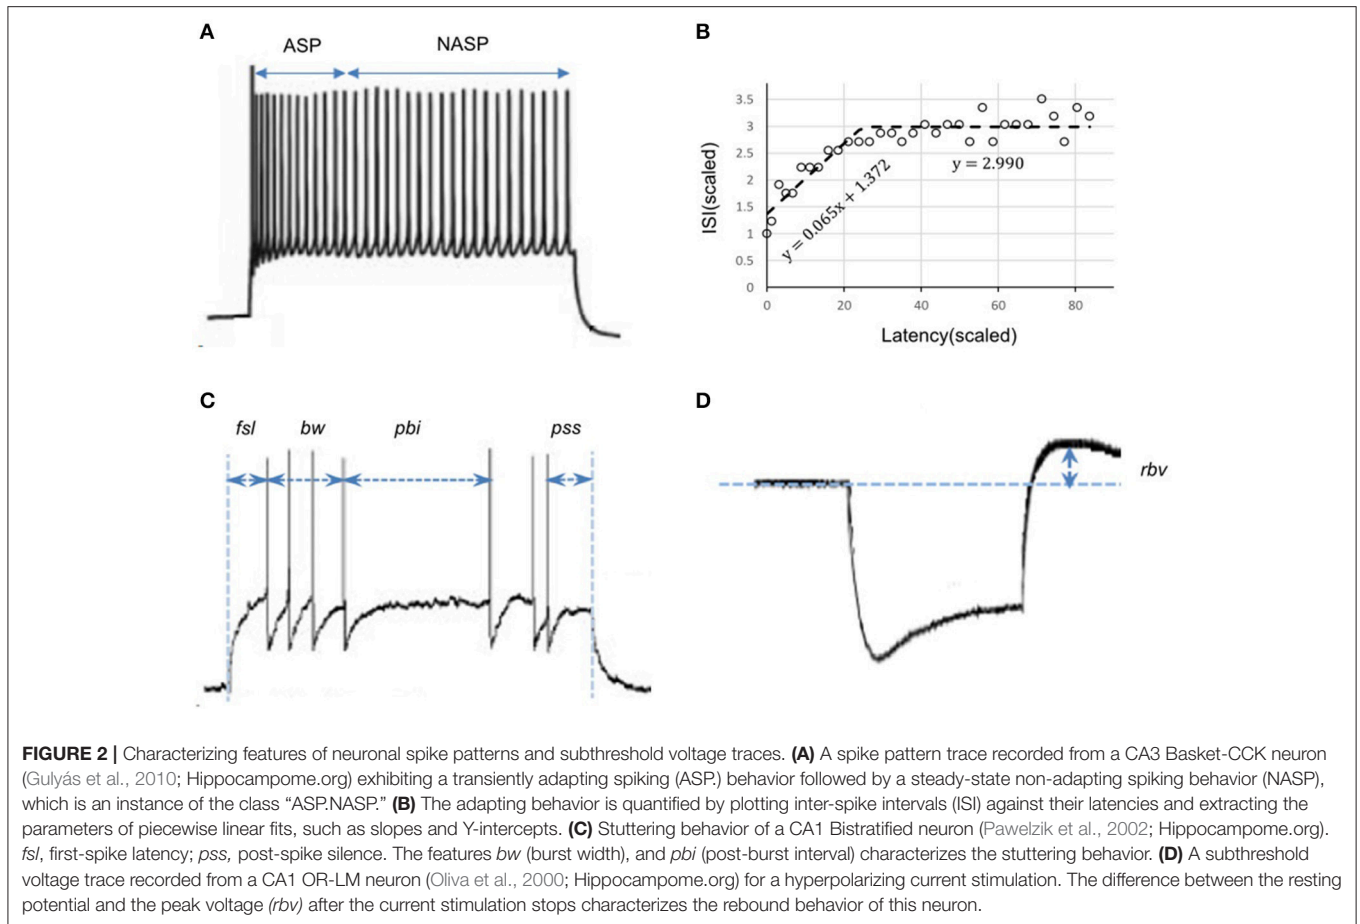 A
ASP
NASP
B
3.5
3
2.5
2
1.5
1
0.5
0
ISI(scaled)
y = 0.065x + 1.372
y = 2.990
0 20 40 60 80
Latency(scaled)
C
fsl bw pbi pss
D
rbv
FIGURE 2 | Characterizing features of neuronal spike patterns and subthreshold voltage traces. (A) A spike pattern trace recorded from a CA3 Basket-CCK neuron
(Gulyás et al., 2010; Hippocampome.org) exhibiting a transiently adapting spiking (ASP.) behavior followed by a steady-state non-adapting spiking behavior (NASP),
which is an instance of the class “ASP.NASP.” (B) The adapting behavior is quantified by plotting inter-spike intervals (ISI) against their latencies and extracting the
parameters of piecewise linear fits, such as slopes and Y-intercepts. (C) Stuttering behavior of a CA1 Bistratified neuron (Pawelzik et al., 2002; Hippocampome.org).
fsl, first-spike latency; pss, post-spike silence. The features bw (burst width), and pbi (post-burst interval) characterizes the stuttering behavior. (D) A subthreshold
voltage trace recorded from a CA1 OR-LM neuron (Oliva et al., 2000; Hippocampome.org) for a hyperpolarizing current stimulation. The difference between the resting
potential and the peak voltage (rbv) after the current stimulation stops characterizes the rebound behavior of this neuron.